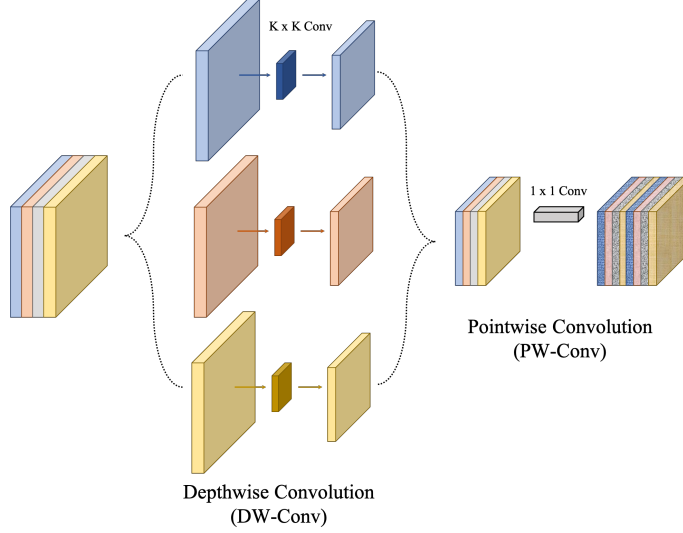 K x K Conv
1 x 1 Conv
Pointwise Convolution
(PW-Conv)
Depthwise Convolution
(DW-Conv)